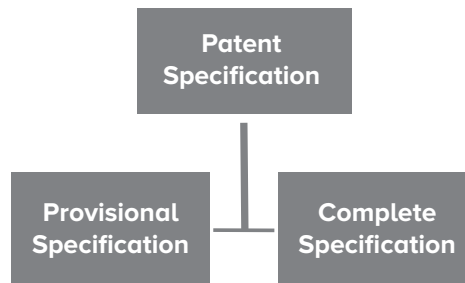 Patent
Specification
Provisional
Specification
Complete
Specification